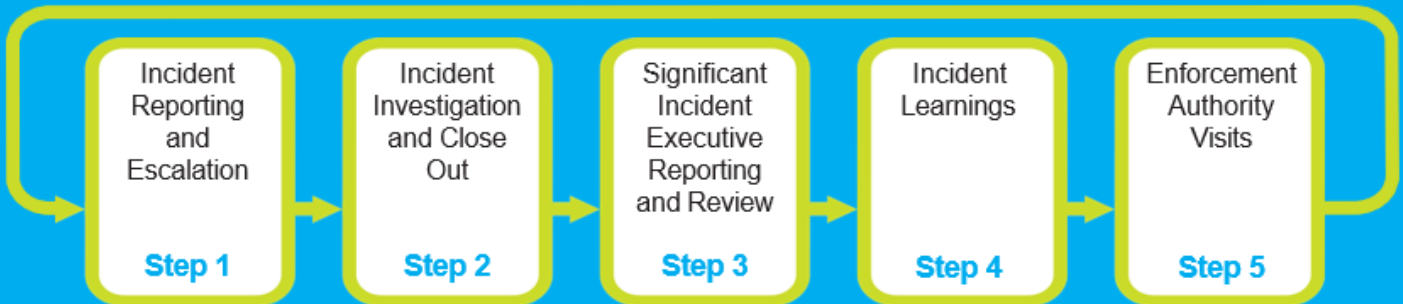 Incident
Reporting
and
Escalation
Step 1
Incident
Investigation
and Close
Out
Step 2
Significant
Incident
Executive
Reporting
and Review
Step 3
Incident
Learnings
Step 4
Enforcement
Authority
Visits
Step 5